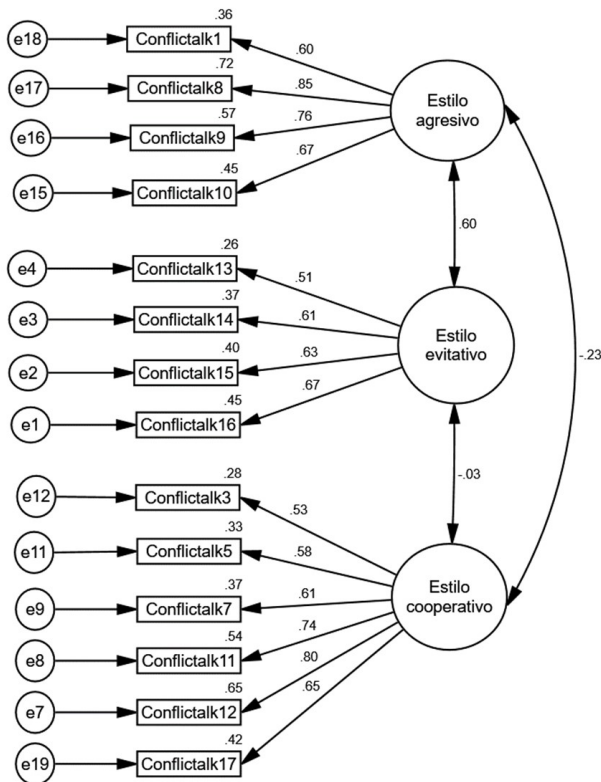 .36
e18
Conflictalk1
.60
.72
e17
Conflictalk8
.85
Estilo
agresivo
.57
e16
Conflictalk9
.76
.45
e15
Conflictalk10
.67
.60
.26
e4
Conflictalk13
.51
.37
e3
Conflictalk14
.61
Estilo
evitativo
.40
e2
Conflictalk15
.63
-.23
.45
e1
Conflictalk16
.67
-.03
.28
e12
Conflictalk3
.53
.33
e11
Conflictalk5
.58
Estilo
cooperativo
.37
e9
Conflictalk7
.61
.54
e8
Conflictalk11
.74
.65
e7
Conflictalk12
.80
.42
e19
Conflictalk17
.65